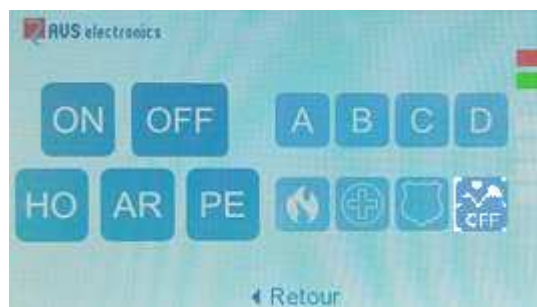 AVS electronics
ON OFF A B C D
HO AR PE
OFF
Retour